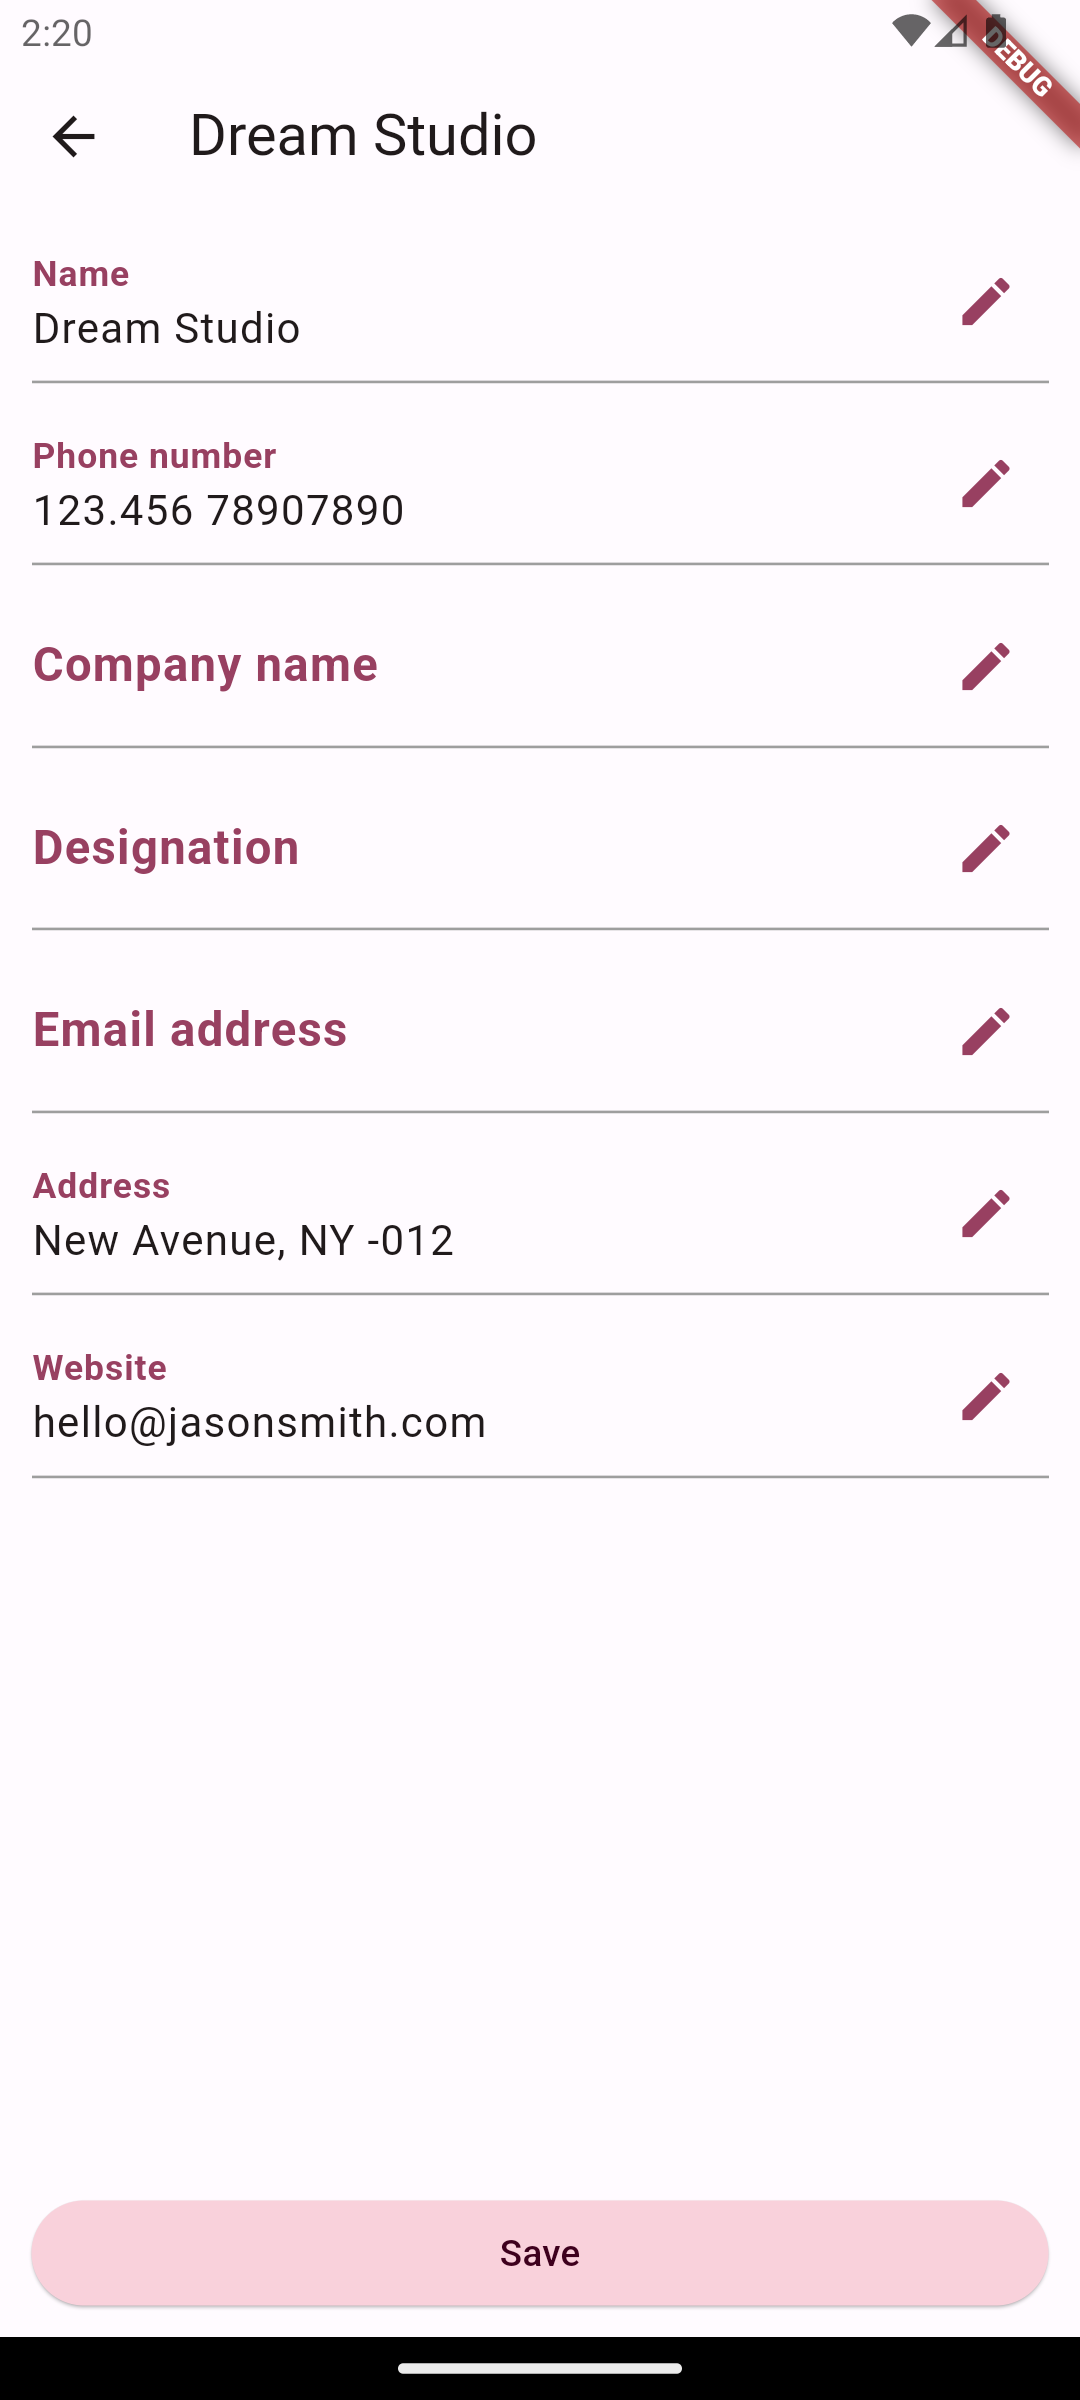 2:20
DEBUG
Dream Studio
Name
Dream Studio
Phone number
123.456 78907890
Company name
Designation
Email address
Address
New Avenue, NY -012
Website
hello@jasonsmith.com
Save